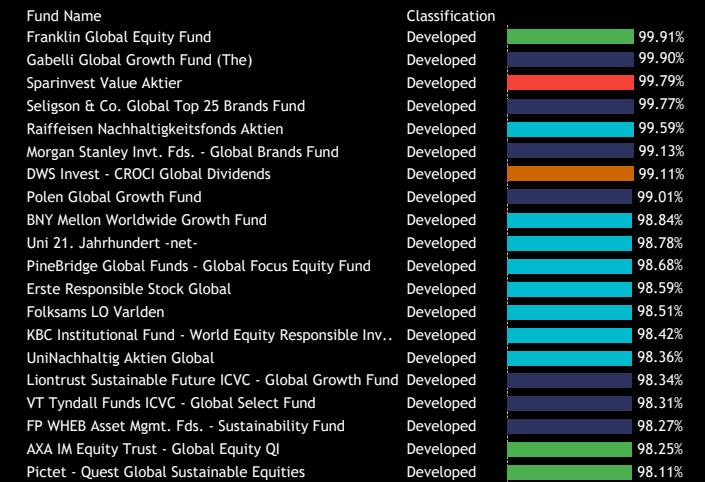 Fund Name Classification
Franklin Global Equity Fund Developed 99.91%
Gabelli Global Growth Fund (The) Developed 99.90%
Sparinvest Value Aktier Developed 99.79%
Seligson & Co. Global Top 25 Brands Fund Developed 99.77%
Raiffeisen Nachhaltigkeitsfonds Aktien Developed 99.59%
Morgan Stanley Invt. Fds. - Global Brands Fund Developed 99.13%
DWS Invest - CROCI Global Dividends Developed 99.11%
Polen Global Growth Fund Developed 99.01%
BNY Mellon Worldwide Growth Fund Developed 98.84%
Uni 21. Jahrhundert -net- Developed 98.78%
PineBridge Global Funds - Global Focus Equity Fund Developed 98.68%
Erste Responsible Stock Global Developed 98.59%
Folksams LO Varlden Developed 98.51%
KBC Institutional Fund - World Equity Responsible Inv.. Developed 98.42%
UniNachhaltig Aktien Global Developed 98.36%
Liontrust Sustainable Future ICVC - Global Growth Fund Developed 98.34%
VT Tyndall Funds ICVC - Global Select Fund Developed 98.31%
FP WHEB Asset Mgmt. Fds. - Sustainability Fund Developed 98.27%
AXA IM Equity Trust - Global Equity QI Developed 98.25%
Pictet - Quest Global Sustainable Equities Developed 98.11%